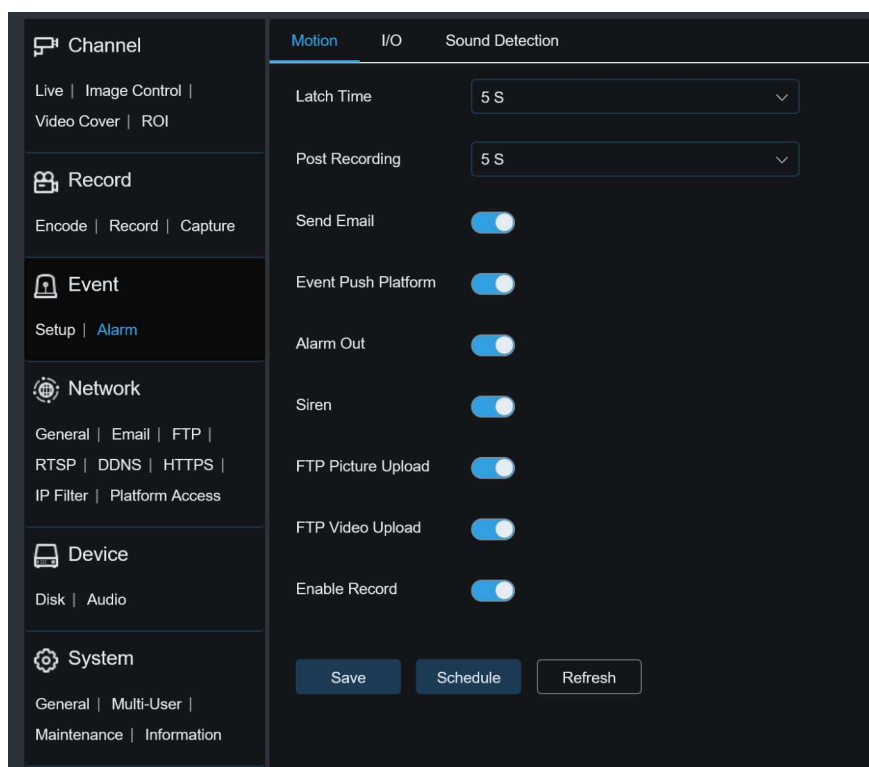 Channel
Live | Image Control |
Video Cover | ROI
Record
Encode | Record | Capture
Event
Setup | Alarm
Network
General | Email | FTP |
RTSP | DDNS | HTTPS |
IP Filter | Platform Access
Device
Disk | Audio
System
General | Multi-User |
Maintenance | Information
Motion I/O Sound Detection
Latch Time 5 S
Post Recording 5 S
Send Email
Event Push Platform
Alarm Out
Siren
FTP Picture Upload
FTP Video Upload
Enable Record
Save Schedule Refresh